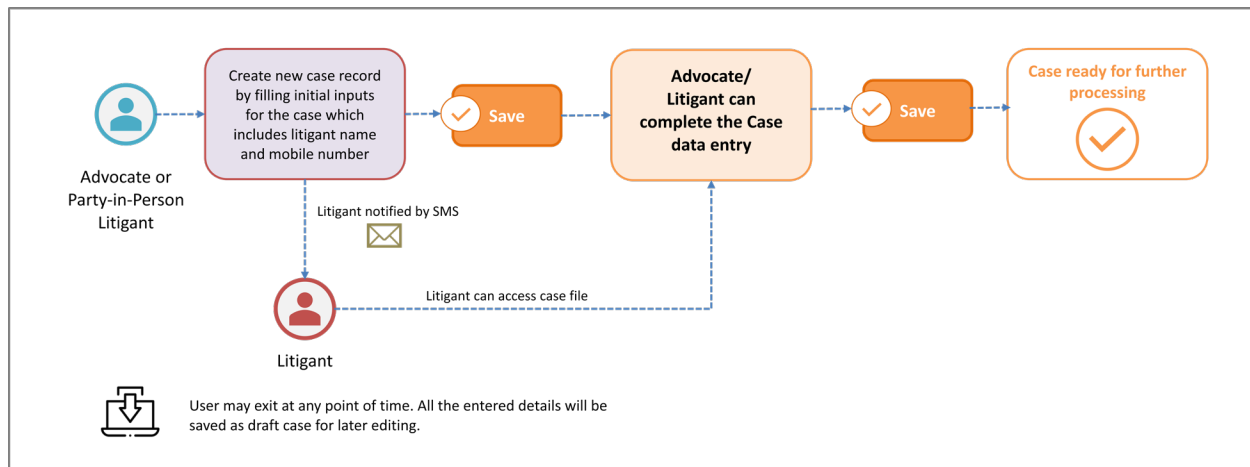 Advocate or
Party-in-Person
Litigant
Create new case record
by filling initial inputs
for the case which
includes litigant name
and mobile number
Save
Advocate/
Litigant can
complete the Case
data entry
Save
Case ready for further
processing
Litigant notified by SMS
Litigant can access case file
Litigant
User may exit at any point of time. All the entered details will be
saved as draft case for later editing.